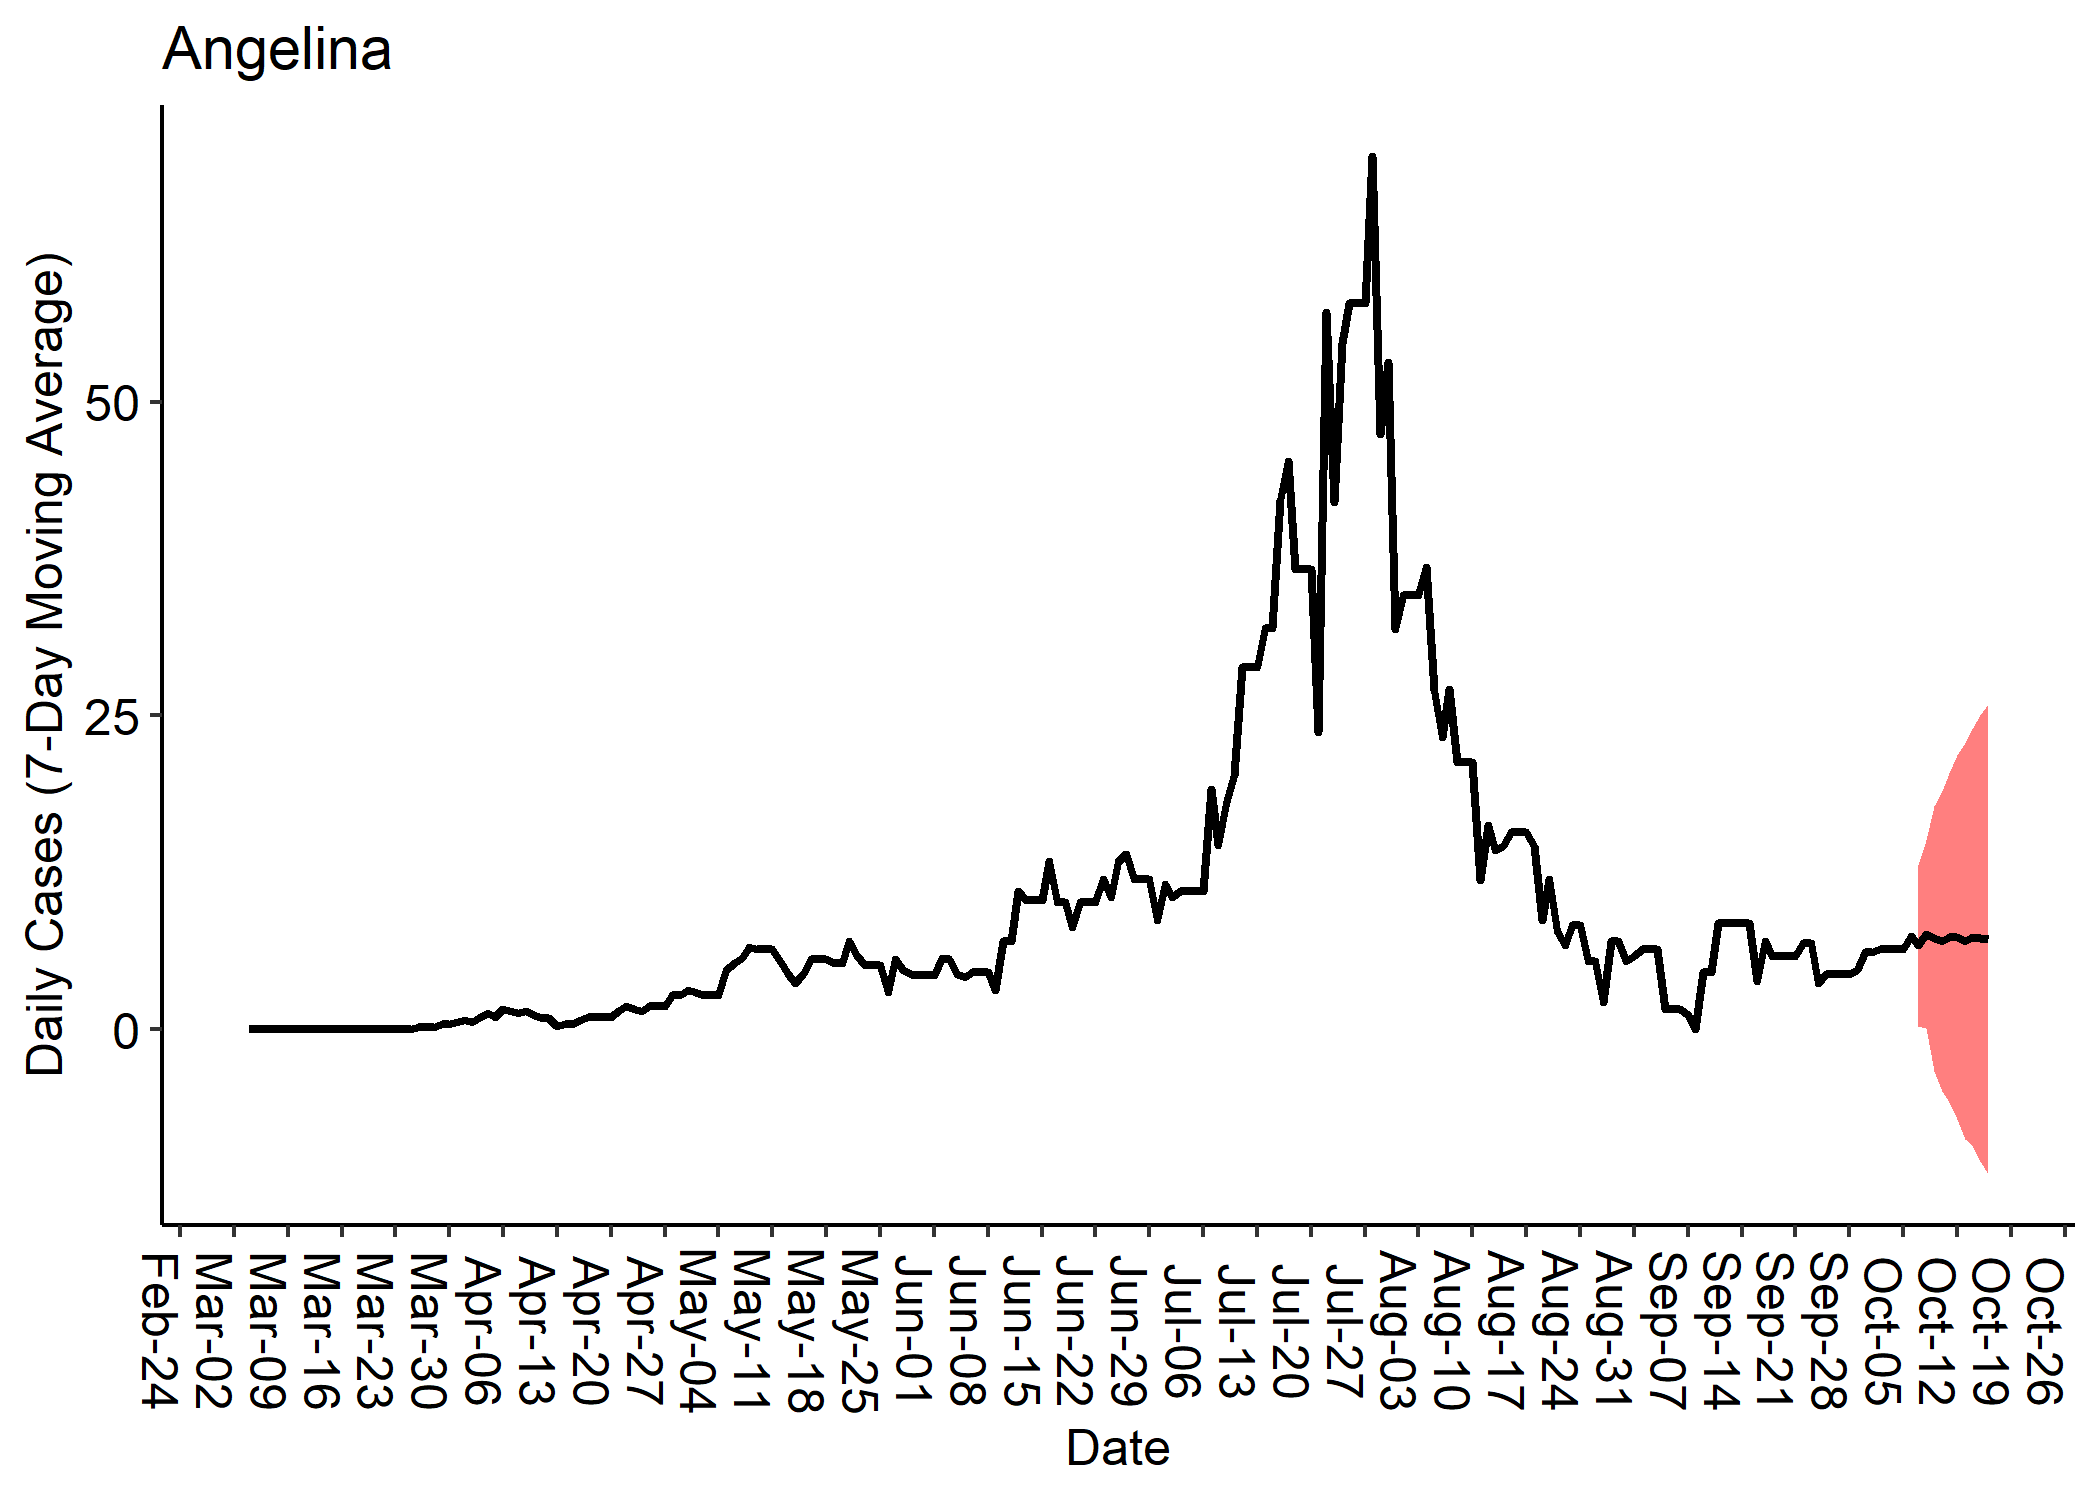 Angelina
Daily Cases (7-Day Moving Average)
50
25
0
Feb-24
Mar-02
Mar-09
Mar-16
Mar-23
Mar-30
Apr-06
Apr-13
Apr-20
Apr-27
May-04
May-11
May-18
May-25
Jun-01
Jun-08
Jun-15
Jun-22
Jun-29
Jul-06
Jul-13
Jul-20
Jul-27
Aug-03
Aug-10
Aug-17
Aug-24
Aug-31
Sep-07
Sep-14
Sep-21
Sep-28
Oct-05
Oct-12
Oct-19
Oct-26
Date